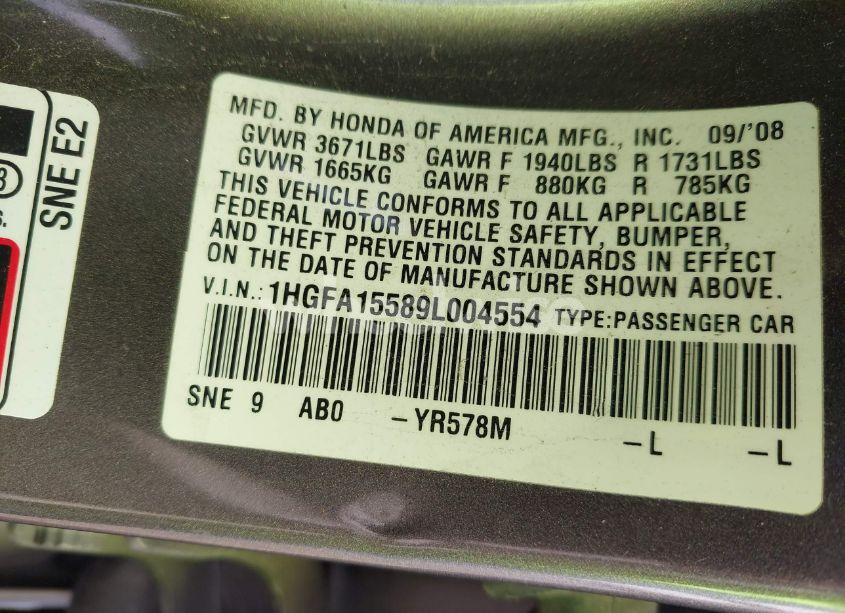 MFD. BY HONDA OF AMERICA MFG., INC. 09/'08
GVWR 3671LBS GAWR F 1940LBS R 1731LBS
GVWR 1665KG GAWR F 880KG R 785KG
THIS VEHICLE CONFORMS TO ALL APPLICABLE
FEDERAL MOTOR VEHICLE SAFETY, BUMPER,
AND THEFT PREVENTION STANDARDS IN EFFECT
ON THE DATE OF MANUFACTURE SHOWN ABOVE.
V.I.N.: 1HGFA15589L004554 TYPE:PASSENGER CAR
SNE 9 AB0 -YR578M -L -L
SNE E2